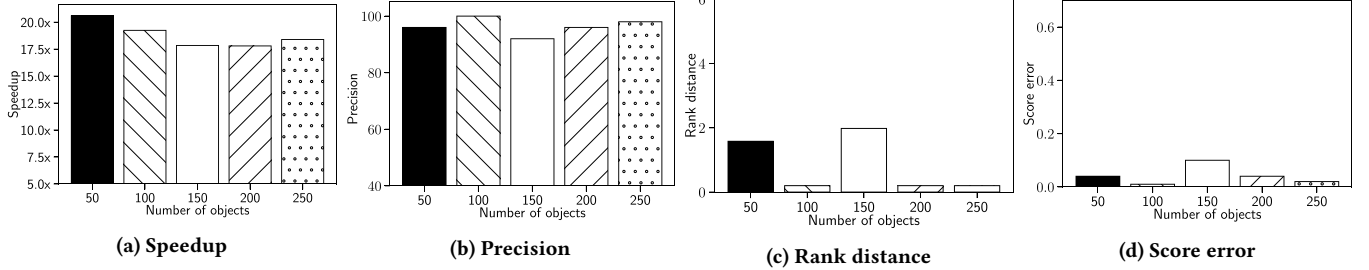 Speedup
20.0x
17.5x
15.0x
12.5x
10.0x
7.5x
5.0x
50 100 150 200 250
Number of objects
(a) Speedup
Precision
100
80
60
40
50 100 150 200 250
Number of objects
(b) Precision
Rank distance
6
4
2
0
50 100 150 200 250
Number of objects
(c) Rank distance
Score error
0.6
0.4
0.2
0.0
50 100 150 200 250
Number of objects
(d) Score error